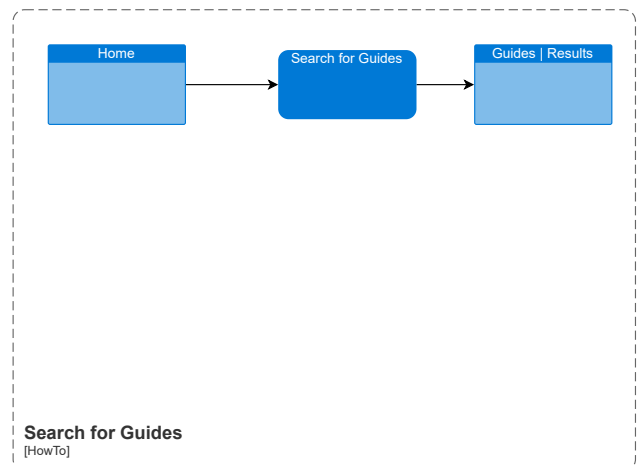 Home
Search for Guides
Guides | Results
Search for Guides
[HowTo]